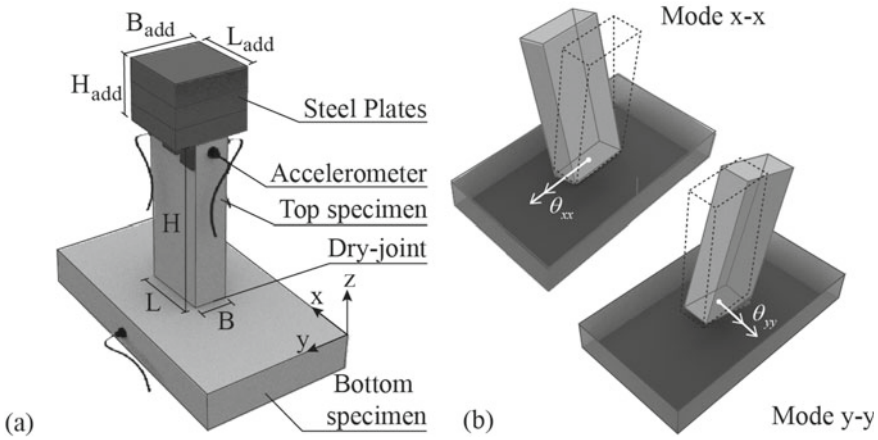 B_add
L_add
H_add
Steel Plates
Accelerometer
Top specimen
H
Dry-joint
L
B
x
y
z
Bottom
specimen
(a)
Mode x-x
θ_xx
θ_yy
(b)
Mode y-y